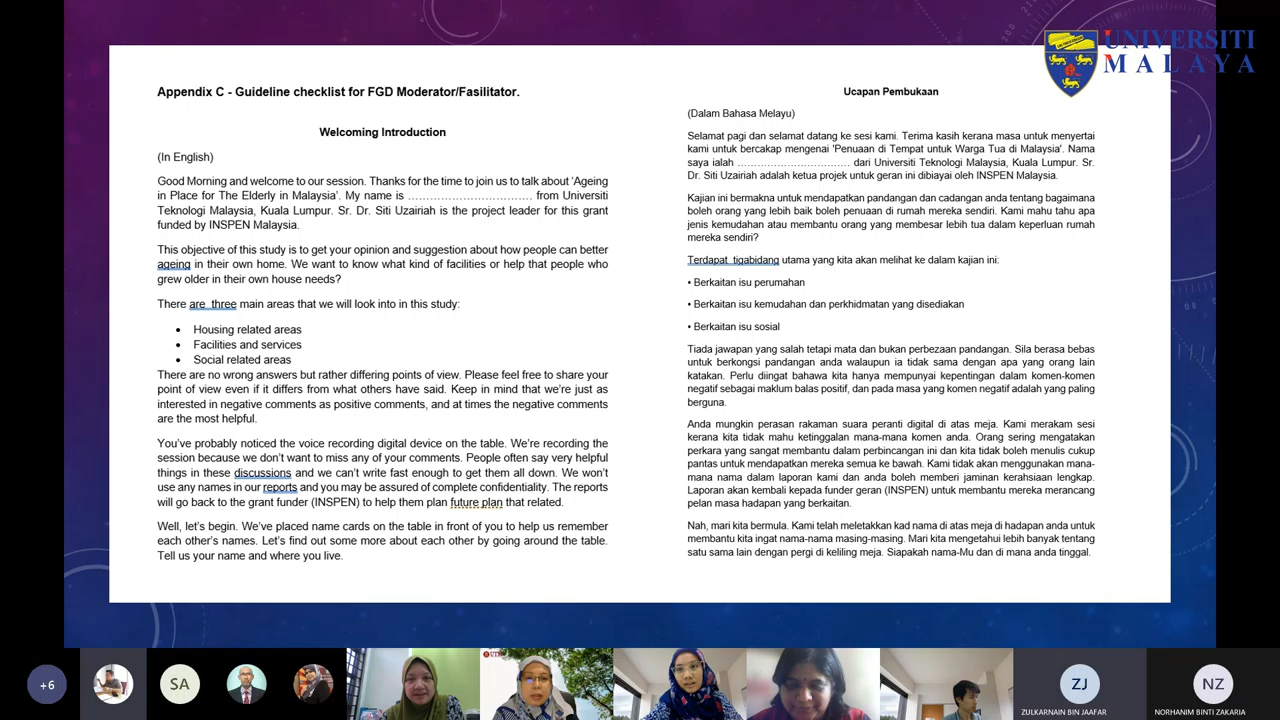 UNIVERSITI
MALAYA
Appendix C - Guideline checklist for FGD Moderator/Fasilitator.
Welcoming Introduction
(In English)
Good Morning and welcome to our session. Thanks for the time to join us to talk about ‘Ageing
in Place for The Elderly in Malaysia’. My name is ................................ from Universiti
Teknologi Malaysia, Kuala Lumpur. Sr. Dr. Siti Uzairiah is the project leader for this grant
funded by INSPEN Malaysia.
This objective of this study is to get your opinion and suggestion about how people can better
ageing in their own home. We want to know what kind of facilities or help that people who
grew older in their own house needs?
There are three main areas that we will look into in this study:
• Housing related areas
• Facilities and services
• Social related areas
There are no wrong answers but rather differing points of view. Please feel free to share your
point of view even if it differs from what others have said. Keep in mind that we’re just as
interested in negative comments as positive comments, and at times the negative comments
are the most helpful.
You’ve probably noticed the voice recording digital device on the table. We’re recording the
session because we don’t want to miss any of your comments. People often say very helpful
things in these discussions and we can’t write fast enough to get them all down. We won’t
use any names in our reports and you may be assured of complete confidentiality. The reports
will go back to the grant funder (INSPEN) to help them plan future plan that related.
Well, let’s begin. We’ve placed name cards on the table in front of you to help us remember
each other’s names. Let’s find out some more about each other by going around the table.
Tell us your name and where you live.
Ucapan Pembukaan
(Dalam Bahasa Melayu)
Selamat pagi dan selamat datang ke sesi kami. Terima kasih kerana masa untuk menyertai
kami untuk bercakap mengenai 'Penuaan di Tempat untuk Warga Tua di Malaysia'. Nama
saya ialah ................................ dari Universiti Teknologi Malaysia, Kuala Lumpur. Sr.
Dr. Siti Uzairiah adalah ketua projek untuk geran ini dibiayai oleh INSPEN Malaysia.
Kajian ini bermakna untuk mendapatkan pandangan dan cadangan anda tentang bagaimana
boleh orang yang lebih baik boleh penuaan di rumah mereka sendiri. Kami mahu tahu apa
jenis kemudahan atau membantu orang yang membesar lebih tua dalam keperluan rumah
mereka sendiri?
Terdapat tigabidang utama yang kita akan melihat ke dalam kajian ini:
• Berkaitan isu perumahan
• Berkaitan isu kemudahan dan perkhidmatan yang disediakan
• Berkaitan isu sosial
Tiada jawapan yang salah tetapi mata dan bukan perbezaan pandangan. Sila berasa bebas
untuk berkongsi pandangan anda walaupun ia tidak sama dengan apa yang orang lain
katakan. Perlu diingat bahawa kita hanya mempunyai kepentingan dalam komen-komen
negatif sebagai maklum balas positif, dan pada masa yang komen negatif adalah yang paling
berguna.
Anda mungkin perasan rakaman suara peranti digital di atas meja. Kami merakam sesi
kerana kita tidak mahu ketinggalan mana-mana komen anda. Orang sering mengatakan
perkara yang sangat membantu dalam perbincangan ini dan kita tidak boleh menulis cukup
pantas untuk mendapatkan mereka semua ke bawah. Kami tidak akan menggunakan mana-
mana nama dalam laporan kami dan anda boleh memberi jaminan kerahsiaan lengkap.
Laporan akan kembali kepada funder geran (INSPEN) untuk membantu mereka merancang
pelan masa hadapan yang berkaitan.
Nah, mari kita bermula. Kami telah meletakkan kad nama di atas meja di hadapan anda untuk
membantu kita ingat nama-nama masing-masing. Mari kita mengetahui lebih banyak tentang
satu sama lain dengan pergi di keliling meja. Siapakah nama-Mu dan di mana anda tinggal.
+6
SA
ZJ
ZULKARNAIN BIN JAAFAR
NZ
NORHANIM BINTI ZAKARIA